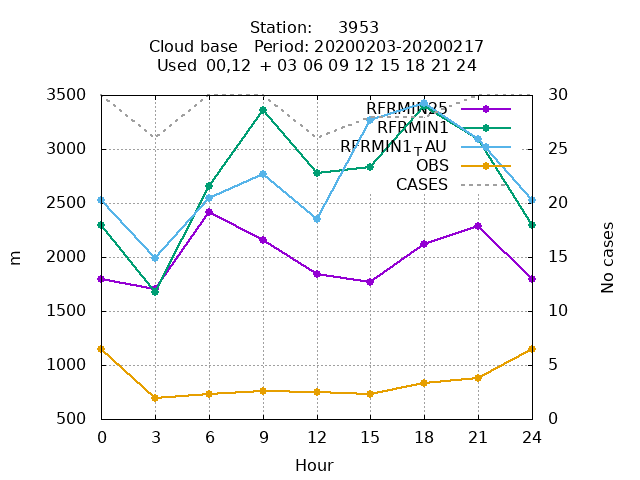 Station: 3953
Cloud base Period: 20200203-20200217
Used 00,12 + 03 06 09 12 15 18 21 24
3500
3000
2500
2000
1500
1000
500
m
30
25
20
15
10
5
0
No cases
RFRMIN25
RFRMIN1
RFRMIN1_TAU
OBS
CASES
0 3 6 9 12 15 18 21 24
Hour